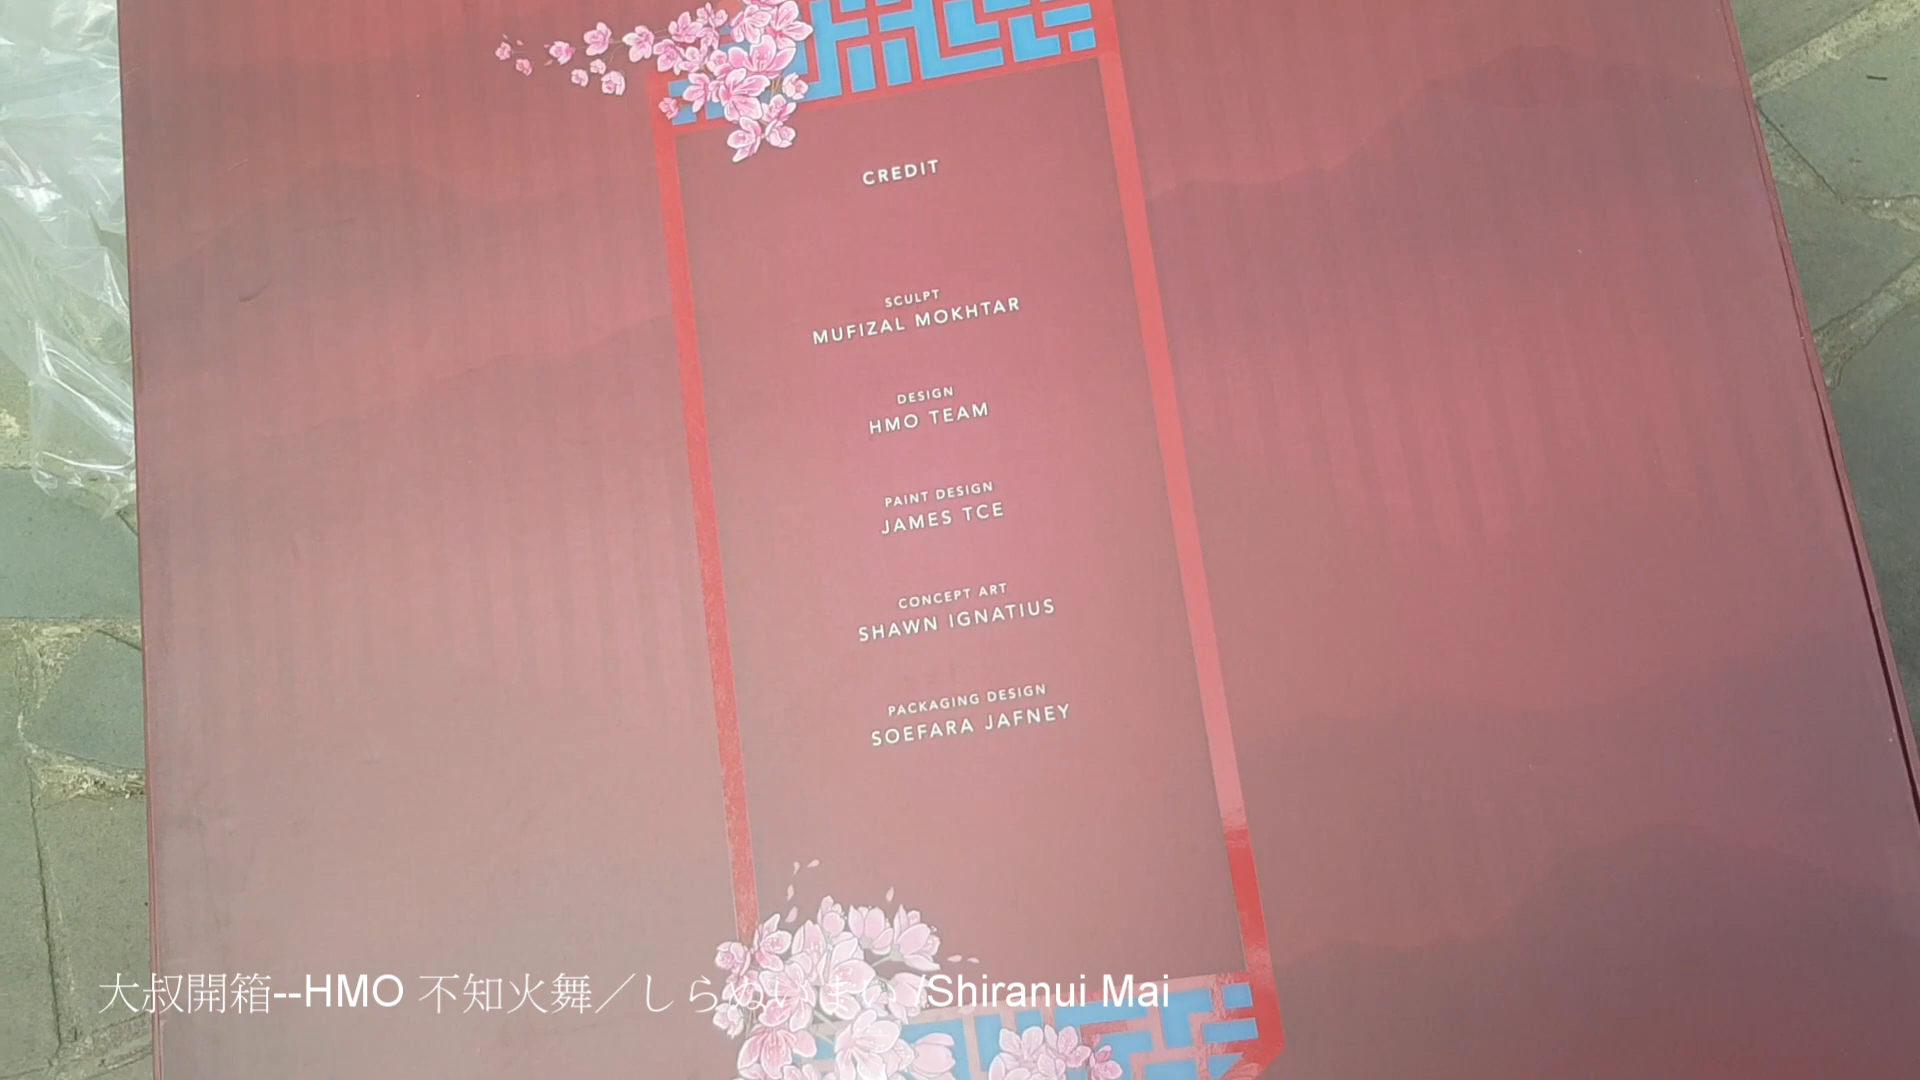 CREDIT
SCULPT
MUFIZAL MOKHTAR
DESIGN
HMO TEAM
PAINT DESIGN
JAMES TCE
CONCEPT ART
SHAWN IGNATIUS
PACKAGING DESIGN
SOEFARA JAFNEY
大叔開箱--HMO 不知火舞／しらぬいまい /Shiranui Mai